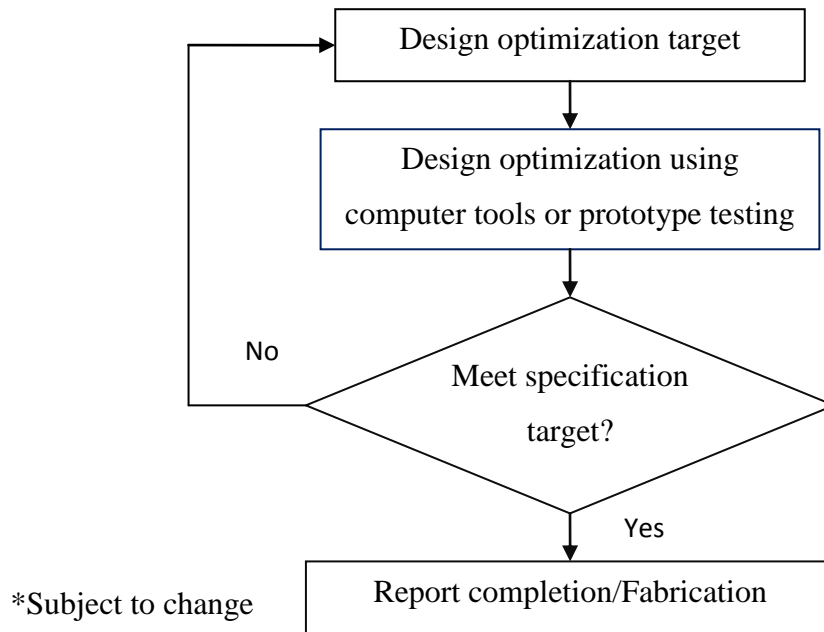 Design optimization target
Design optimization using
computer tools or prototype testing
No
Meet specification
target?
Yes
Report completion/Fabrication
*Subject to change